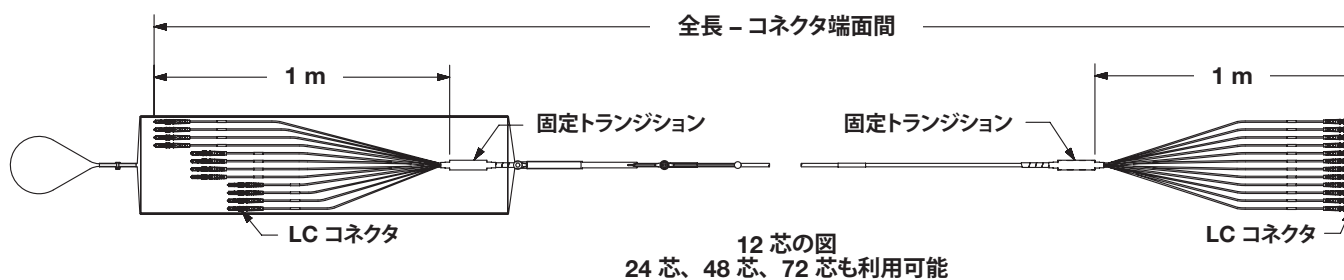 全長 – コネクタ端面間
1 m
1 m
固定トランジション
固定トランジション
LC コネクタ
LC コネクタ
12 芯の図
24 芯、48 芯、72 芯も利用可能